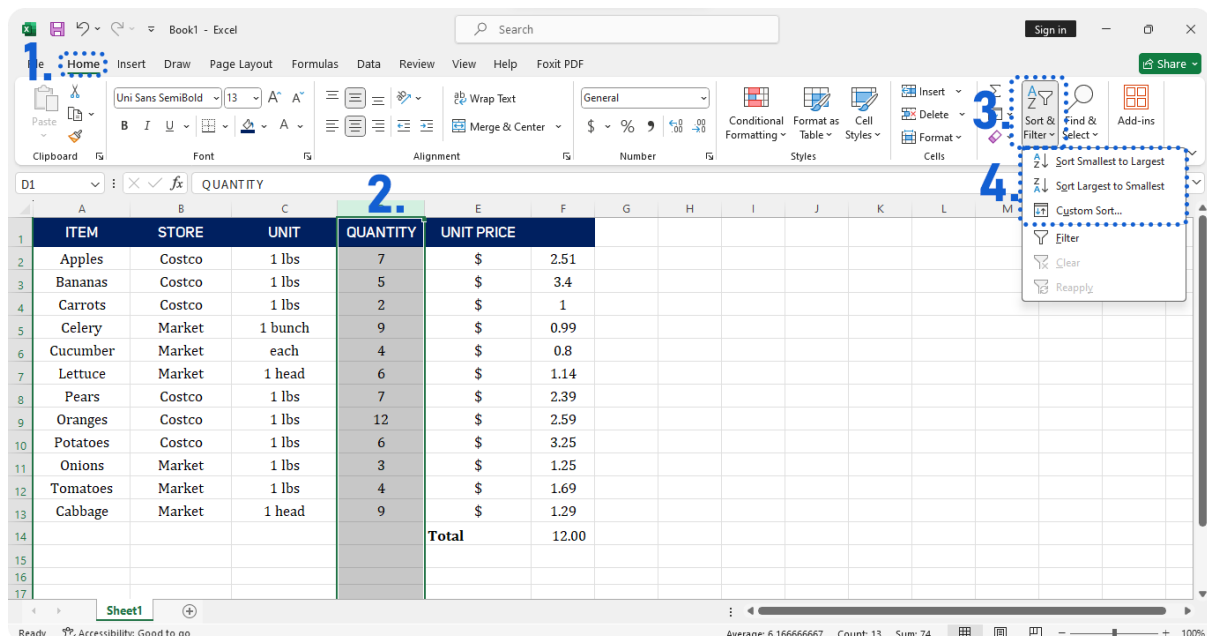 Book1 - Excel
Search
Sign in
1.
Home Insert Draw Page Layout Formulas Data Review View Help Foxit PDF
Share
Paste
Clipboard
Uni Sans SemiBold 13 A A
B I U A
Font
Wrap Text
Merge & Center
Alignment
General
$ % 9
Number
Conditional Formatting
Format as Table
Cell Styles
Styles
Insert
Delete
Format
Cells
3.
Sort & Filter
Find & Select
Add-ins
4.
Sort Smallest to Largest
Sort Largest to Smallest
Custom Sort...
Filter
Clear
Reapply
D1 fx QUANTITY
2.
A B C E F G H I J K L M
1 ITEM STORE UNIT QUANTITY UNIT PRICE
2 Apples Costco 1 lbs 7 $ 2.51
3 Bananas Costco 1 lbs 5 $ 3.4
4 Carrots Costco 1 lbs 2 $ 1
5 Celery Market 1 bunch 9 $ 0.99
6 Cucumber Market each 4 $ 0.8
7 Lettuce Market 1 head 6 $ 1.14
8 Pears Costco 1 lbs 7 $ 2.39
9 Oranges Costco 1 lbs 12 $ 2.59
10 Potatoes Costco 1 lbs 6 $ 3.25
11 Onions Market 1 lbs 3 $ 1.25
12 Tomatoes Market 1 lbs 4 $ 1.69
13 Cabbage Market 1 head 9 $ 1.29
14 Total 12.00
15
16
17
Sheet1
Ready Accessibility: Good to go Average: 6.166666667 Count: 13 Sum: 74 100%